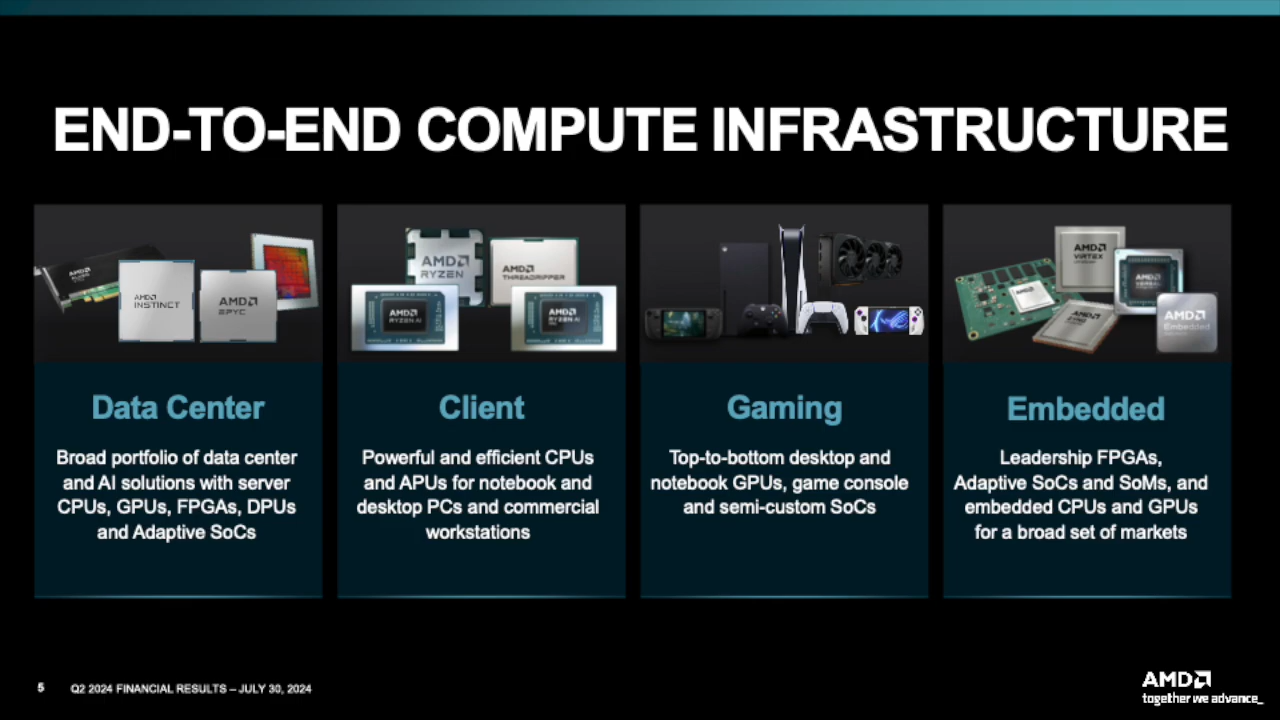 END-TO-END COMPUTE INFRASTRUCTURE
AMD
AMD
INSTINCT
AMD
EPYC
AMD
RYZEN
AMD
THREADRIPPER
AMD
RYZEN AI
AMD
RYZEN AI
AMD
AMD
VIRTEX
AMD
VERSAL
AMD
Embedded
Data Center
Broad portfolio of data center
and AI solutions with server
CPUs, GPUs, FPGAs, DPUs
and Adaptive SoCs
Client
Powerful and efficient CPUs
and APUs for notebook and
desktop PCs and commercial
workstations
Gaming
Top-to-bottom desktop and
notebook GPUs, game console
and semi-custom SoCs
Embedded
Leadership FPGAs,
Adaptive SoCs and SoMs, and
embedded CPUs and GPUs
for a broad set of markets
5 Q2 2024 FINANCIAL RESULTS – JULY 30, 2024
AMD
together we advance_